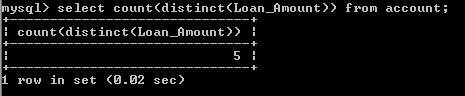 mysql> select count(distinct(Loan_Amount)) from account;
+------------------------------+
| count(distinct(Loan_Amount)) |
+------------------------------+
|                            5 |
+------------------------------+
1 row in set (0.02 sec)